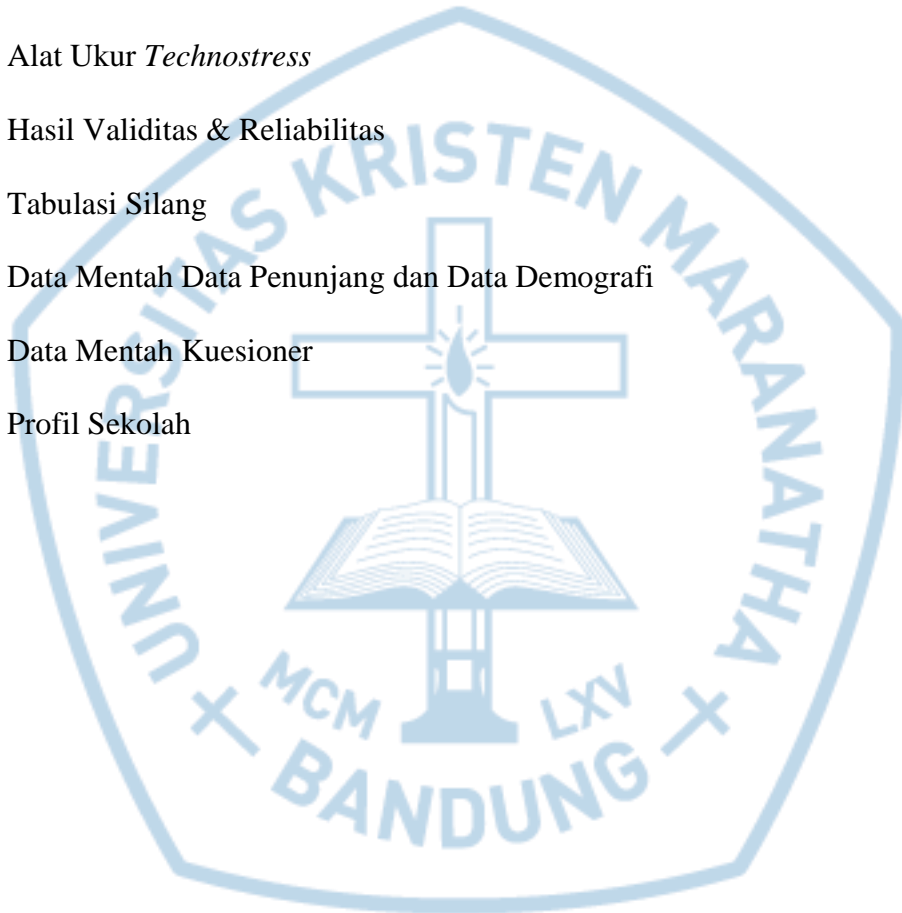 Alat Ukur Technostress
Hasil Validitas & Reliabilitas
Tabulasi Silang
Data Mentah Data Penunjang dan Data Demografi
Data Mentah Kuesioner
Profil Sekolah
UNIVERSITAS KRISTEN MARANATHA
MCM LXV
BANDUNG